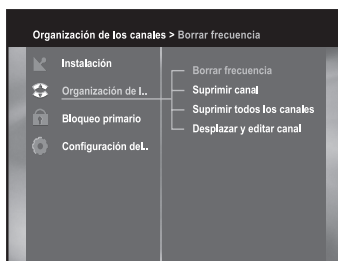 Organización de los canales > Borrar frecuencia
Instalación
Organización de l..
Bloqueo primario
Configuración del..
Borrar frecuencia
Suprimir canal
Suprimir todos los canales
Desplazar y editar canal